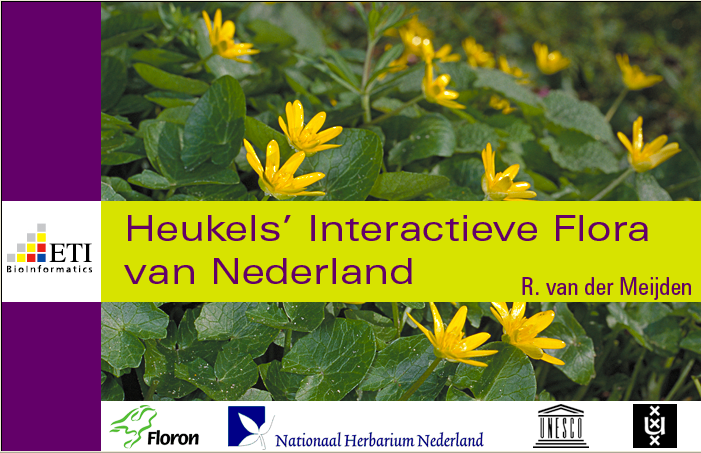 Heukels’ Interactieve Flora
van Nederland
R. van der Meijden
ETI
BioInformatics
Floron
Nationaal Herbarium Nederland
UNESCO